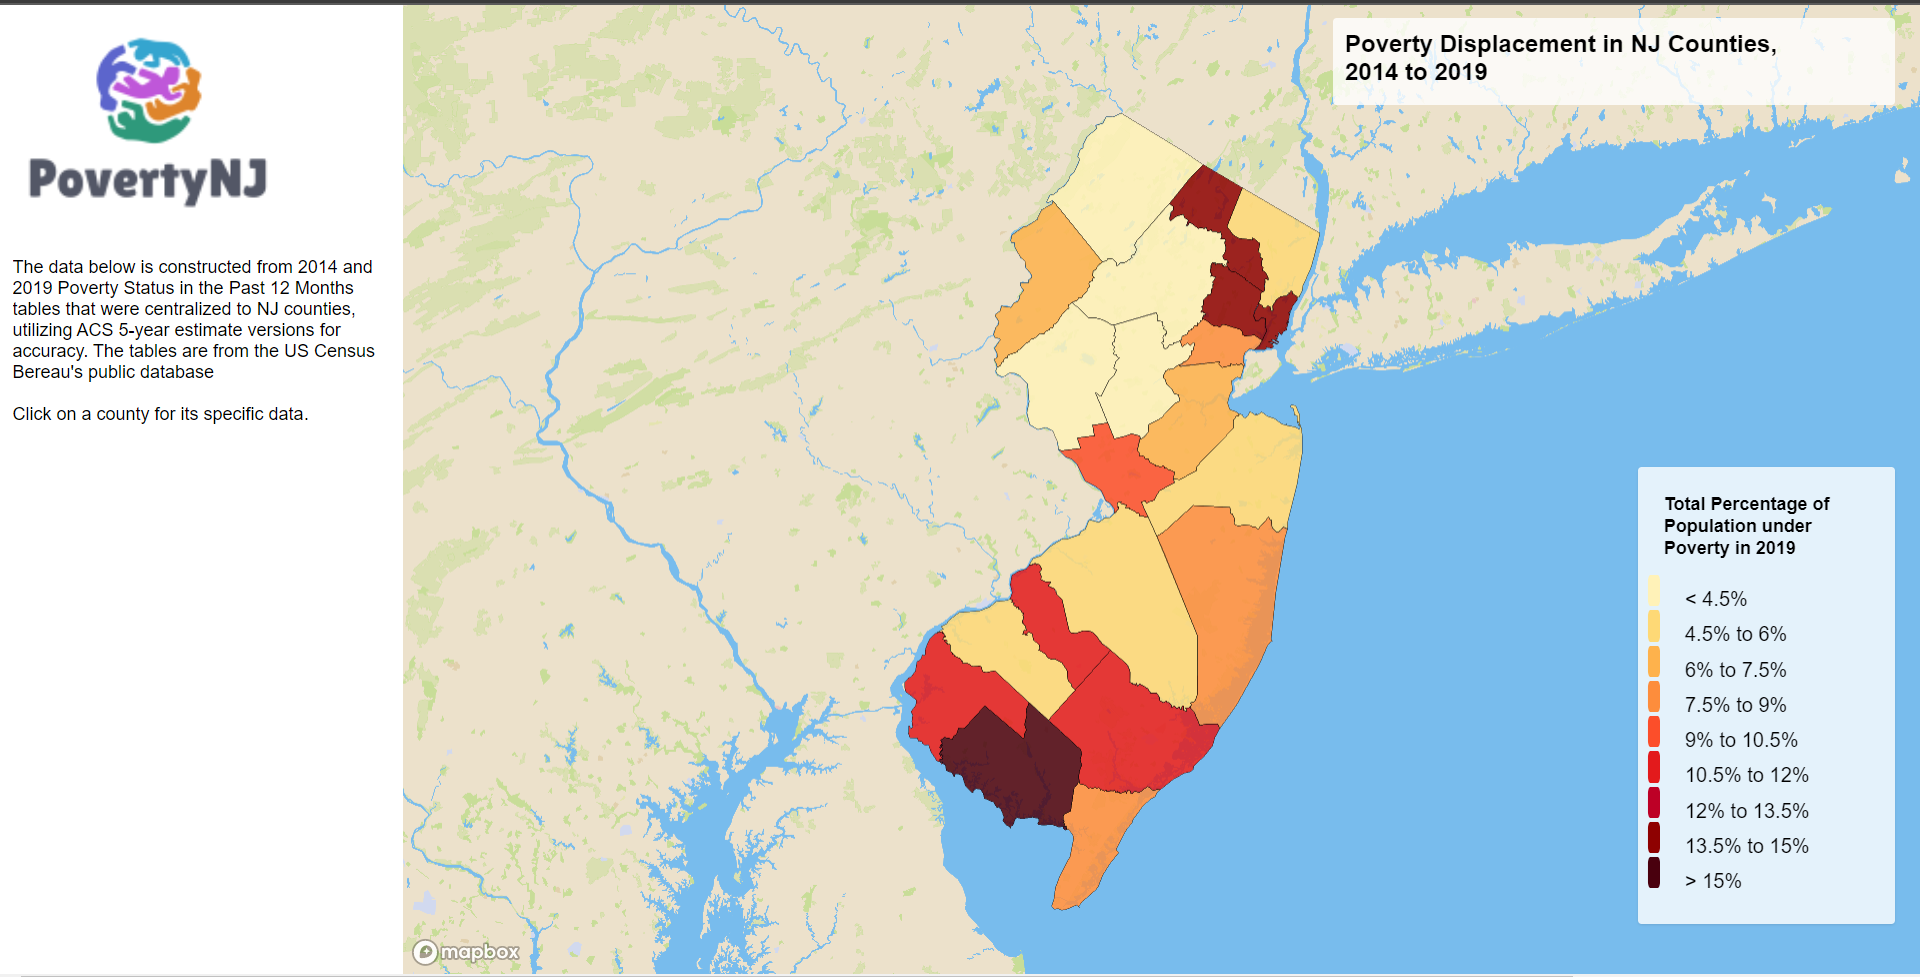 PovertyNJ
The data below is constructed from 2014 and
2019 Poverty Status in the Past 12 Months
tables that were centralized to NJ counties,
utilizing ACS 5-year estimate versions for
accuracy. The tables are from the US Census
Bereau's public database
Click on a county for its specific data.
Poverty Displacement in NJ Counties,
2014 to 2019
Total Percentage of
Population under
Poverty in 2019
< 4.5%
4.5% to 6%
6% to 7.5%
7.5% to 9%
9% to 10.5%
10.5% to 12%
12% to 13.5%
13.5% to 15%
> 15%
mapbox